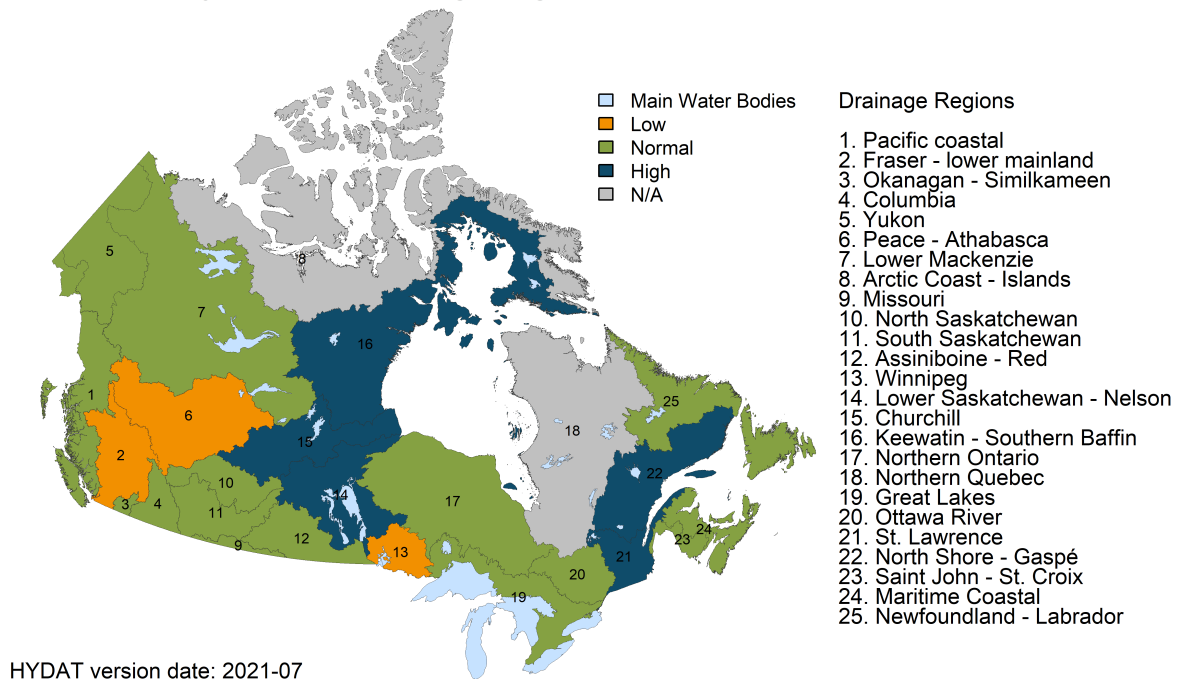 Main Water Bodies
Low
Normal
High
N/A
Drainage Regions
1. Pacific coastal
2. Fraser - lower mainland
3. Okanagan - Similkameen
4. Columbia
5. Yukon
6. Peace - Athabasca
7. Lower Mackenzie
8. Arctic Coast - Islands
9. Missouri
10. North Saskatchewan
11. South Saskatchewan
12. Assiniboine - Red
13. Winnipeg
14. Lower Saskatchewan - Nelson
15. Churchill
16. Keewatin - Southern Baffin
17. Northern Ontario
18. Northern Quebec
19. Great Lakes
20. Ottawa River
21. St. Lawrence
22. North Shore - Gaspé
23. Saint John - St. Croix
24. Maritime Coastal
25. Newfoundland - Labrador
8
5
7
16
1
6
25
2
15
18
22
10
14
3
4
11
17
24
9
12
13
21
23
20
19
HYDAT version date: 2021-07